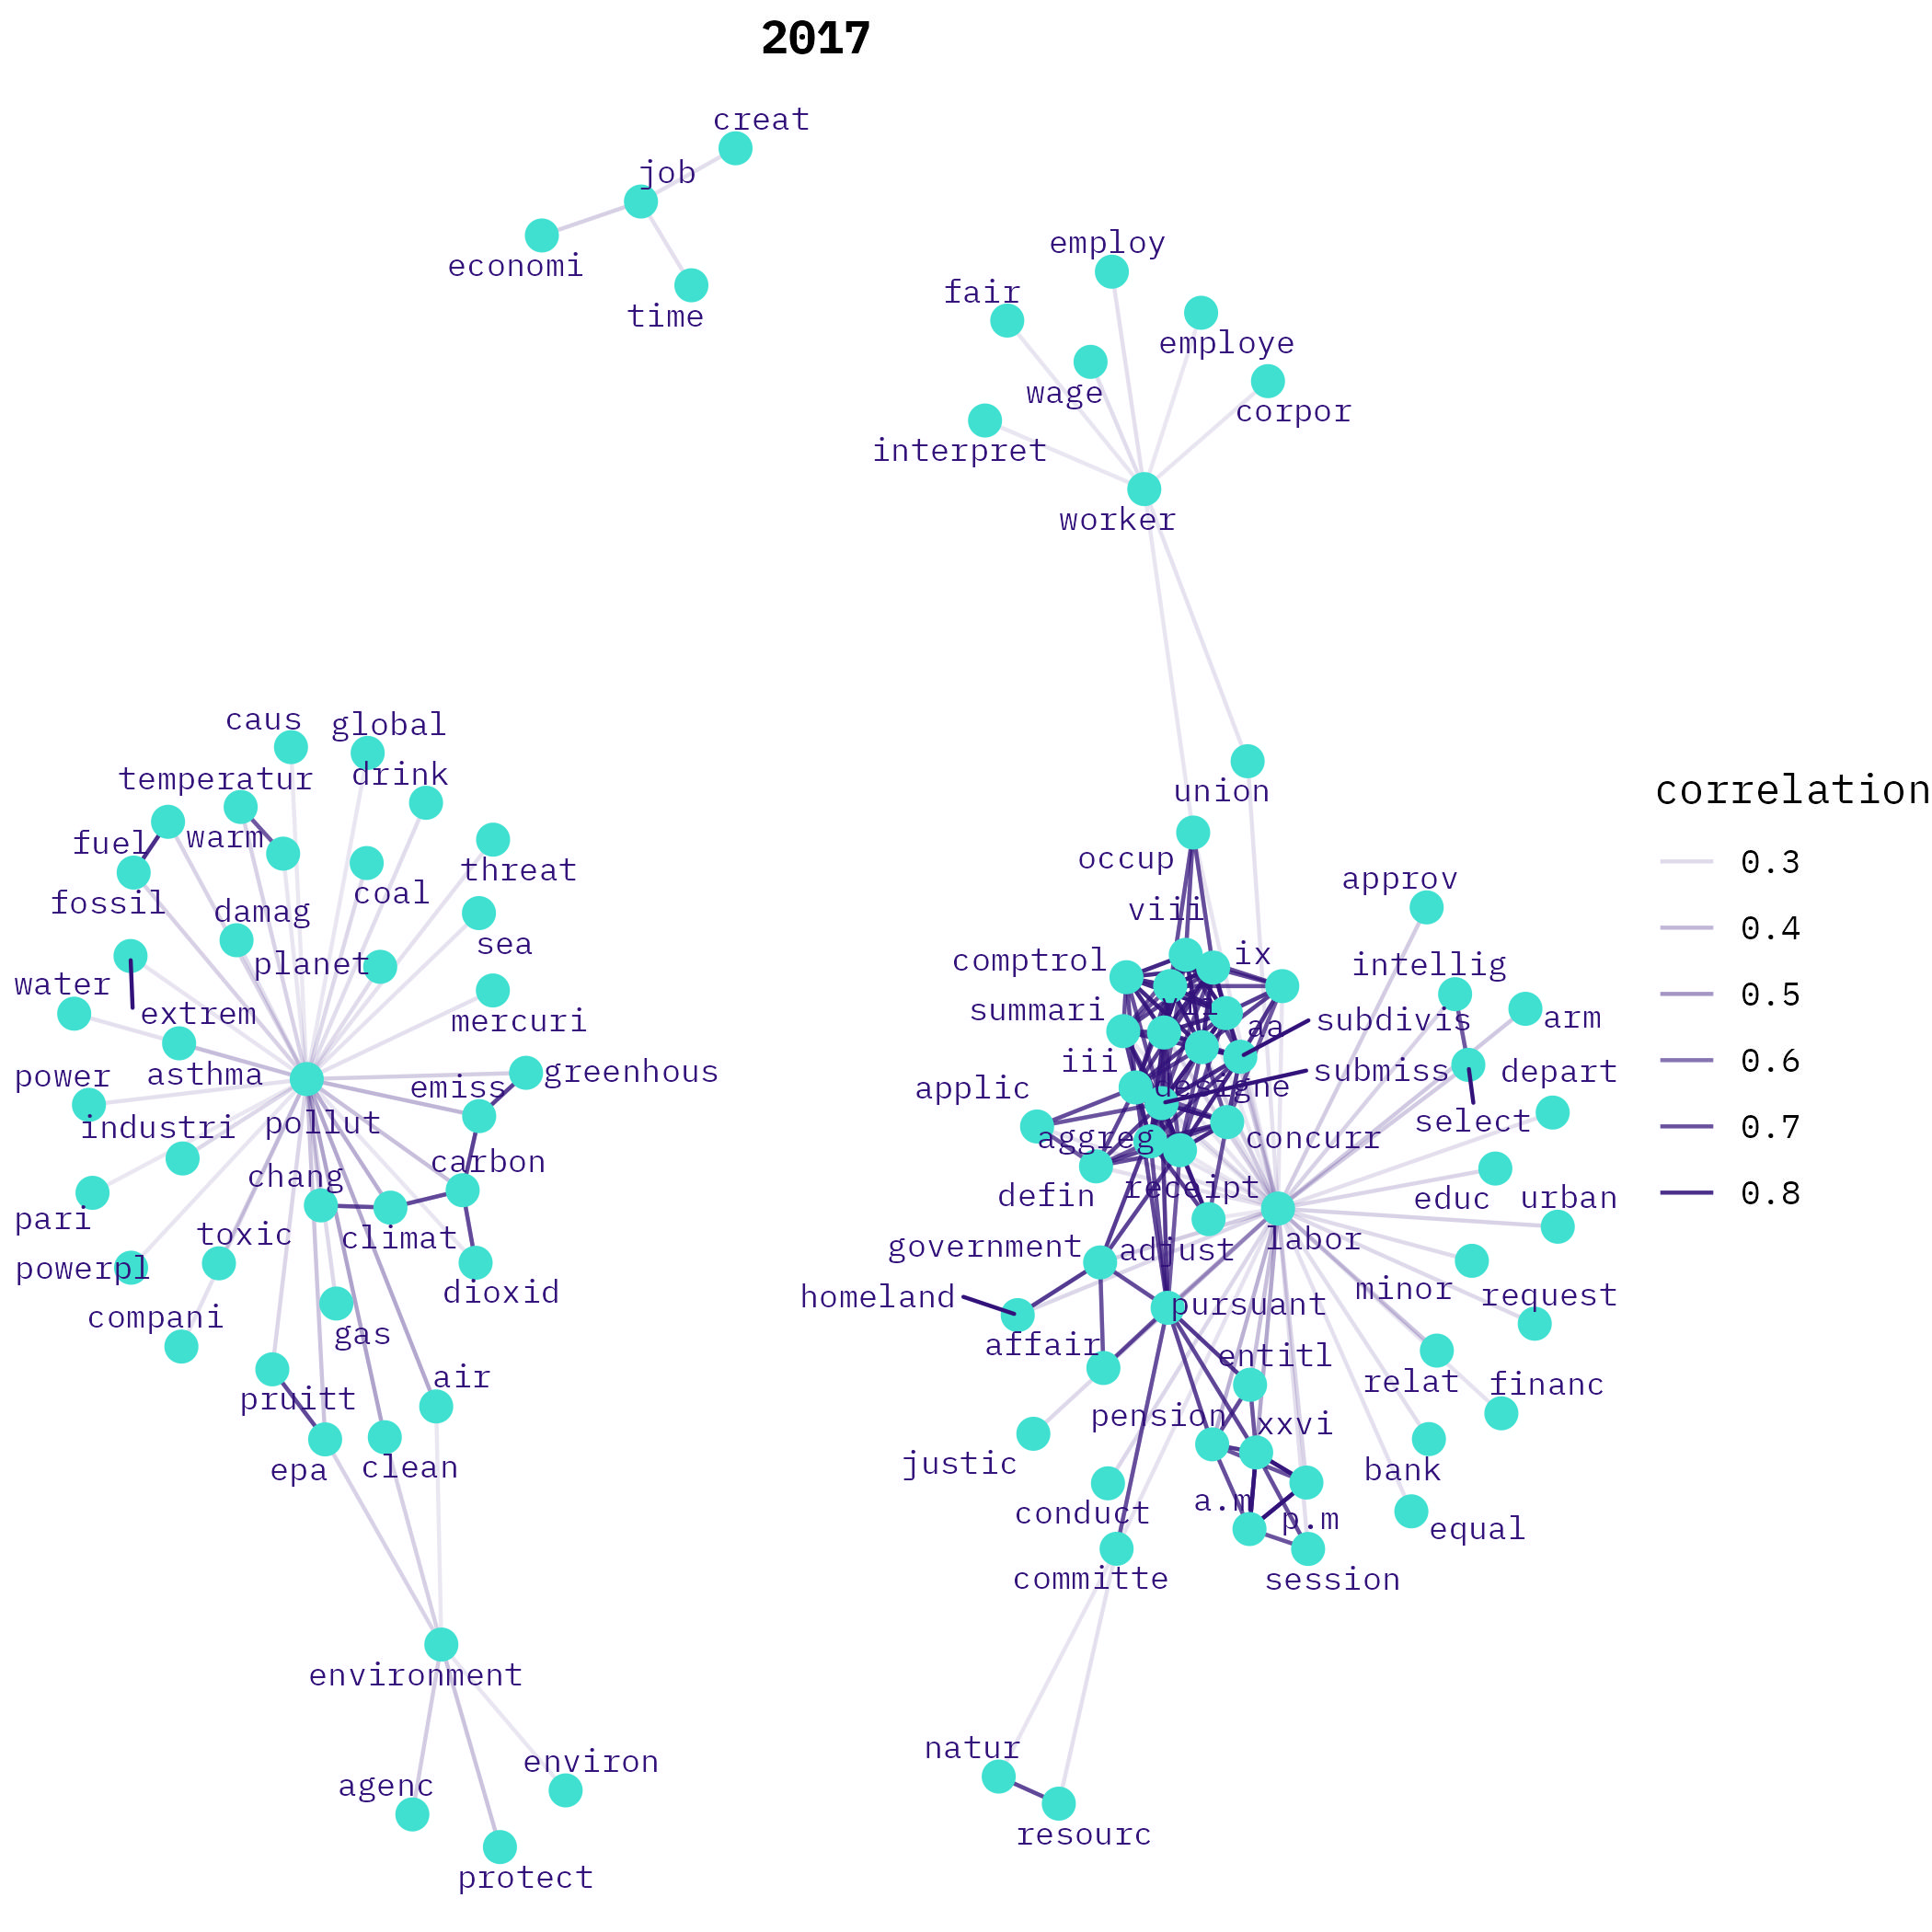 2017
creat
job
economi
time
employ
fair
employe
wage
corpor
interpret
worker
caus
global
temperatur
drink
fuel
warm
threat
fossil
damag
coal
sea
planet
water
extrem
mercuri
power
asthma
emiss
greenhous
industri
pollut
carbon
chang
pari
toxic
climat
powerpl
dioxid
compani
gas
air
pruitt
epa
clean
environment
environ
agenc
protect
union
occup
approv
viii
comptrol
ix
intellig
summari
vii
aa
subdivis
arm
iii
submiss
depart
applic
designe
select
aggreg
concurr
defin
receipt
educ
urban
government
adjust
labor
homeland
pursuant
minor
request
affair
entitl
relat
financ
pension
xxvi
justic
bank
conduct
a.m
p.m
equal
committe
session
natur
resourc
correlation
0.3
0.4
0.5
0.6
0.7
0.8